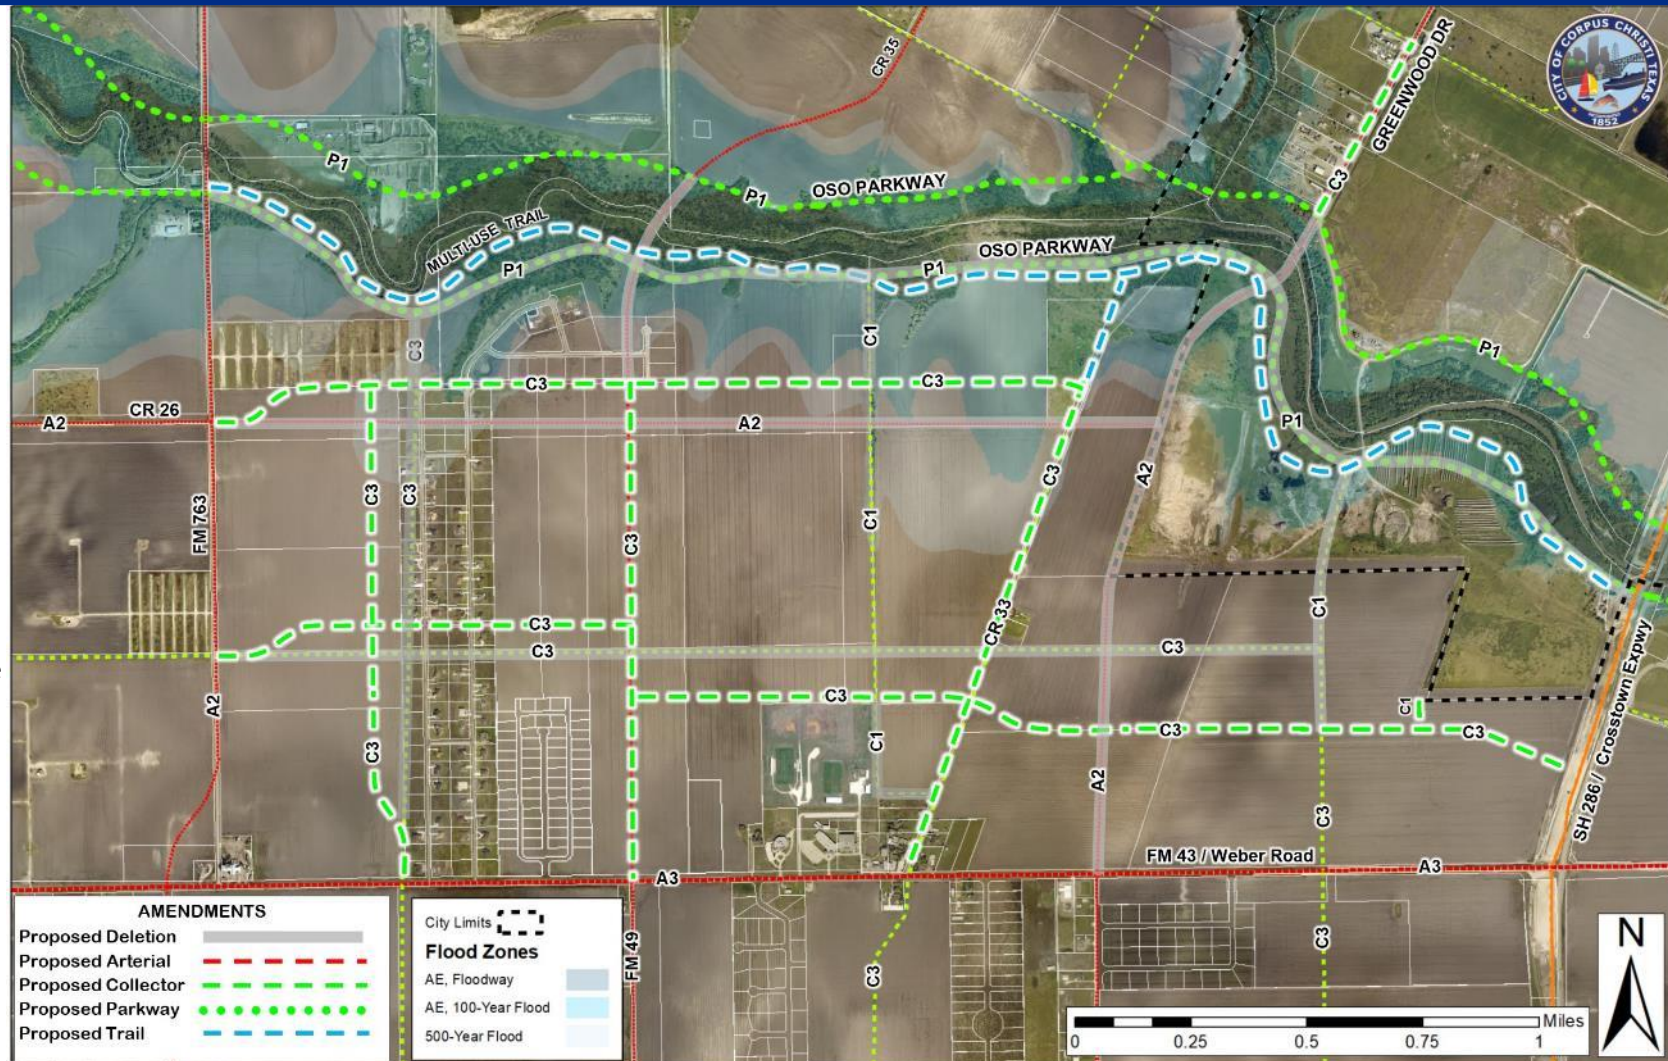 CITY OF CORPUS CHRISTI TEXAS
1852
CR 35
GREENWOOD DR
C3
P1
P1
OSO PARKWAY
MULTI-USE TRAIL
P1
P1
OSO PARKWAY
C3
C1
P1
C3
C3
CR 26
A2
A2
P1
A2
C3
C3
C3
C1
C3
FM 763
CR 33
C1
C3
C3
C3
A2
C3
C1
C3
C3
C1
C3
A2
C3
SH 286 / Crosstown Expwy
FM 43 / Weber Road
A3
A3
FM 49
C3
C3
AMENDMENTS
Proposed Deletion
Proposed Arterial
Proposed Collector
Proposed Parkway
Proposed Trail
City Limits
Flood Zones
AE, Floodway
AE, 100-Year Flood
500-Year Flood
N
Miles
0 0.25 0.5 0.75 1